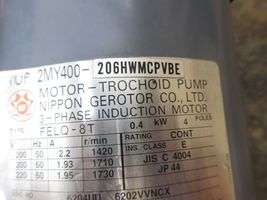 TOP 2MY400-206HWMCPVBE
MOTOR-TROCHOID PUMP
NIPPON GEROTOR CO., LTD.
3-PHASE INDUCTION MOTOR
TYPE FELQ-8T 0.4 kW 4 P
V Hz A RATING CONT
200 50 2.2 1420 INS. CLASS E
200 60 1.93 1710 JIS C 4004
220 60 1.95 1730 JP 44
6204UU 6202VVNCX